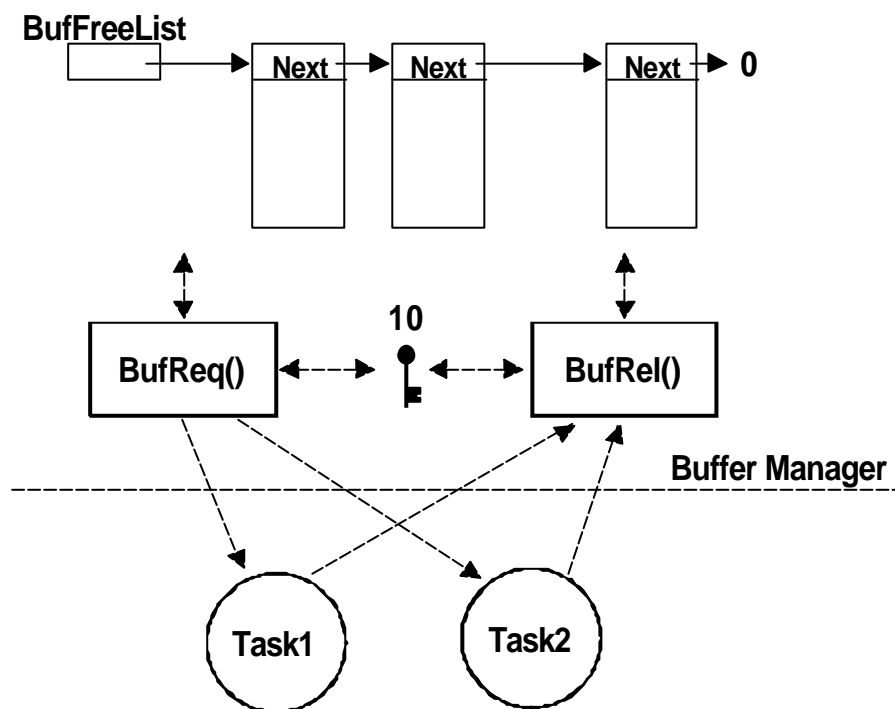 BufFreeList
Next Next Next 0
10
BufReq() BufRel()
Buffer Manager
Task1 Task2